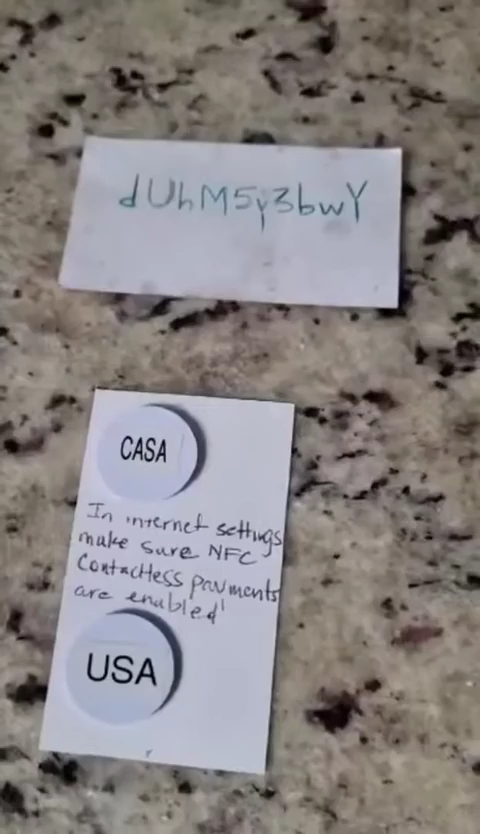 dUhM5y3bwY
CASA
In internet settings
make sure NFC
Contactless payments
are enabled
USA